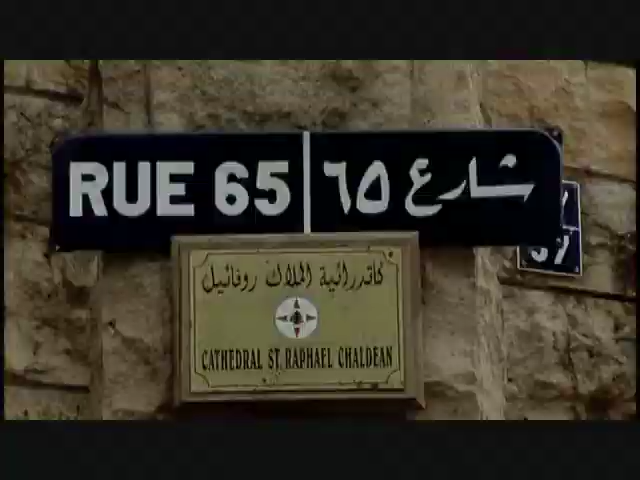 RUE 65
شارع ٦٥
كاتدرائية الملاك روفائيل
CATHEDRAL ST. RAPHAEL CHALDEAN